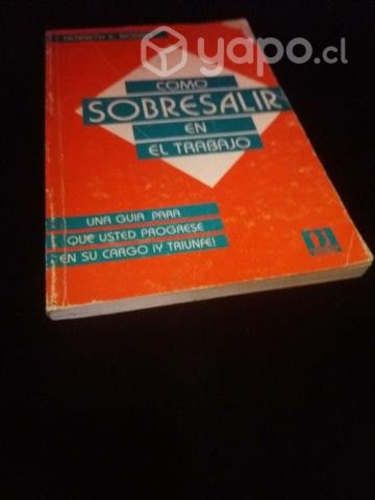 yapo.cl
COMO
SOBRESALIR
EN
EL TRABAJO
UNA GUIA PARA
QUE USTED PROGRESE
EN SU CARGO ¡Y TRIUNFE!